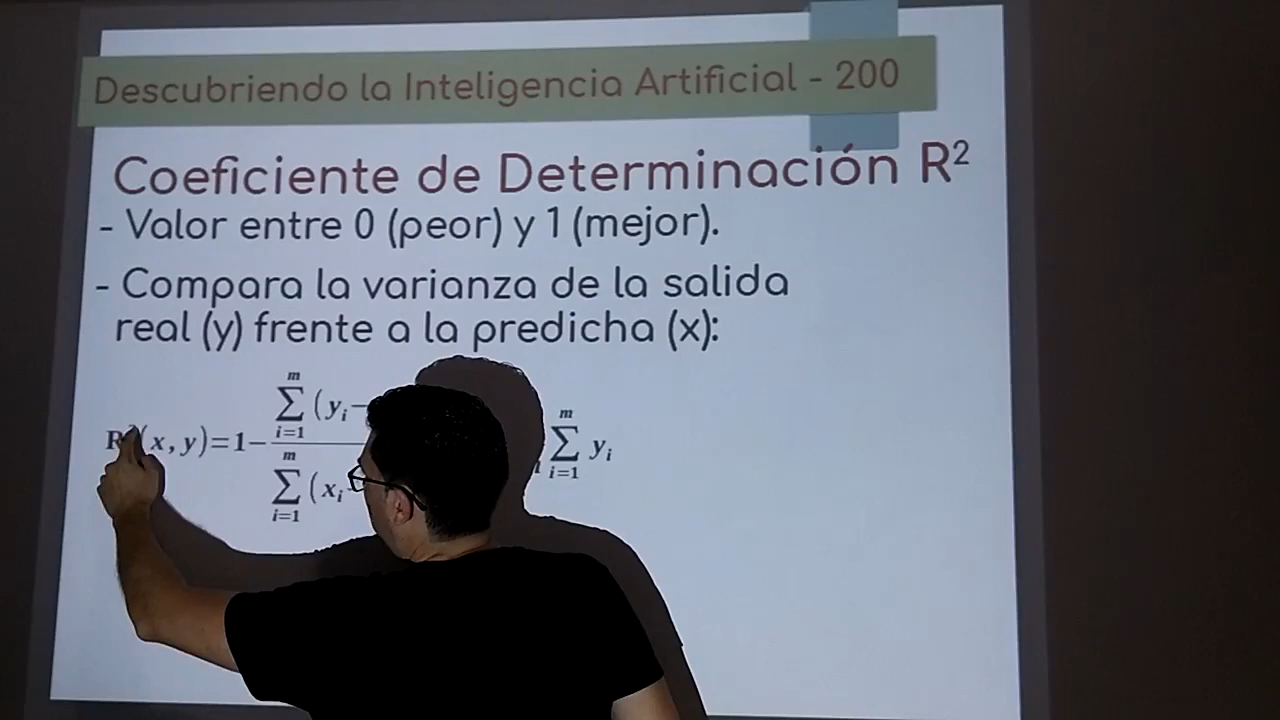 Descubriendo la Inteligencia Artificial - 200
Coeficiente de Determinación R²
- Valor entre 0 (peor) y 1 (mejor).
- Compara la varianza de la salida
real (y) frente a la predicha (x):
m
∑ (yᵢ−
i=1
R²(x, y)=1−
m
∑ (xᵢ
i=1
m
∑ yᵢ
i=1